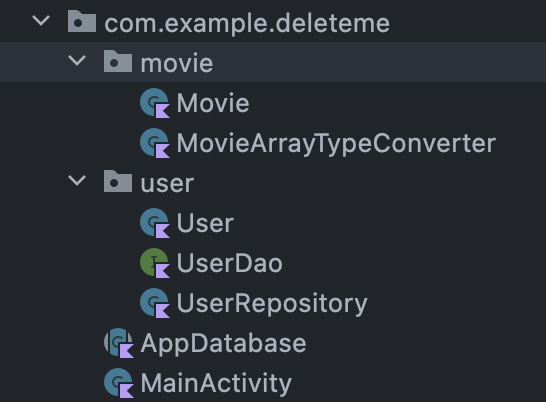 com.example.deleteme
movie
Movie
MovieArrayTypeConverter
user
User
UserDao
UserRepository
AppDatabase
MainActivity